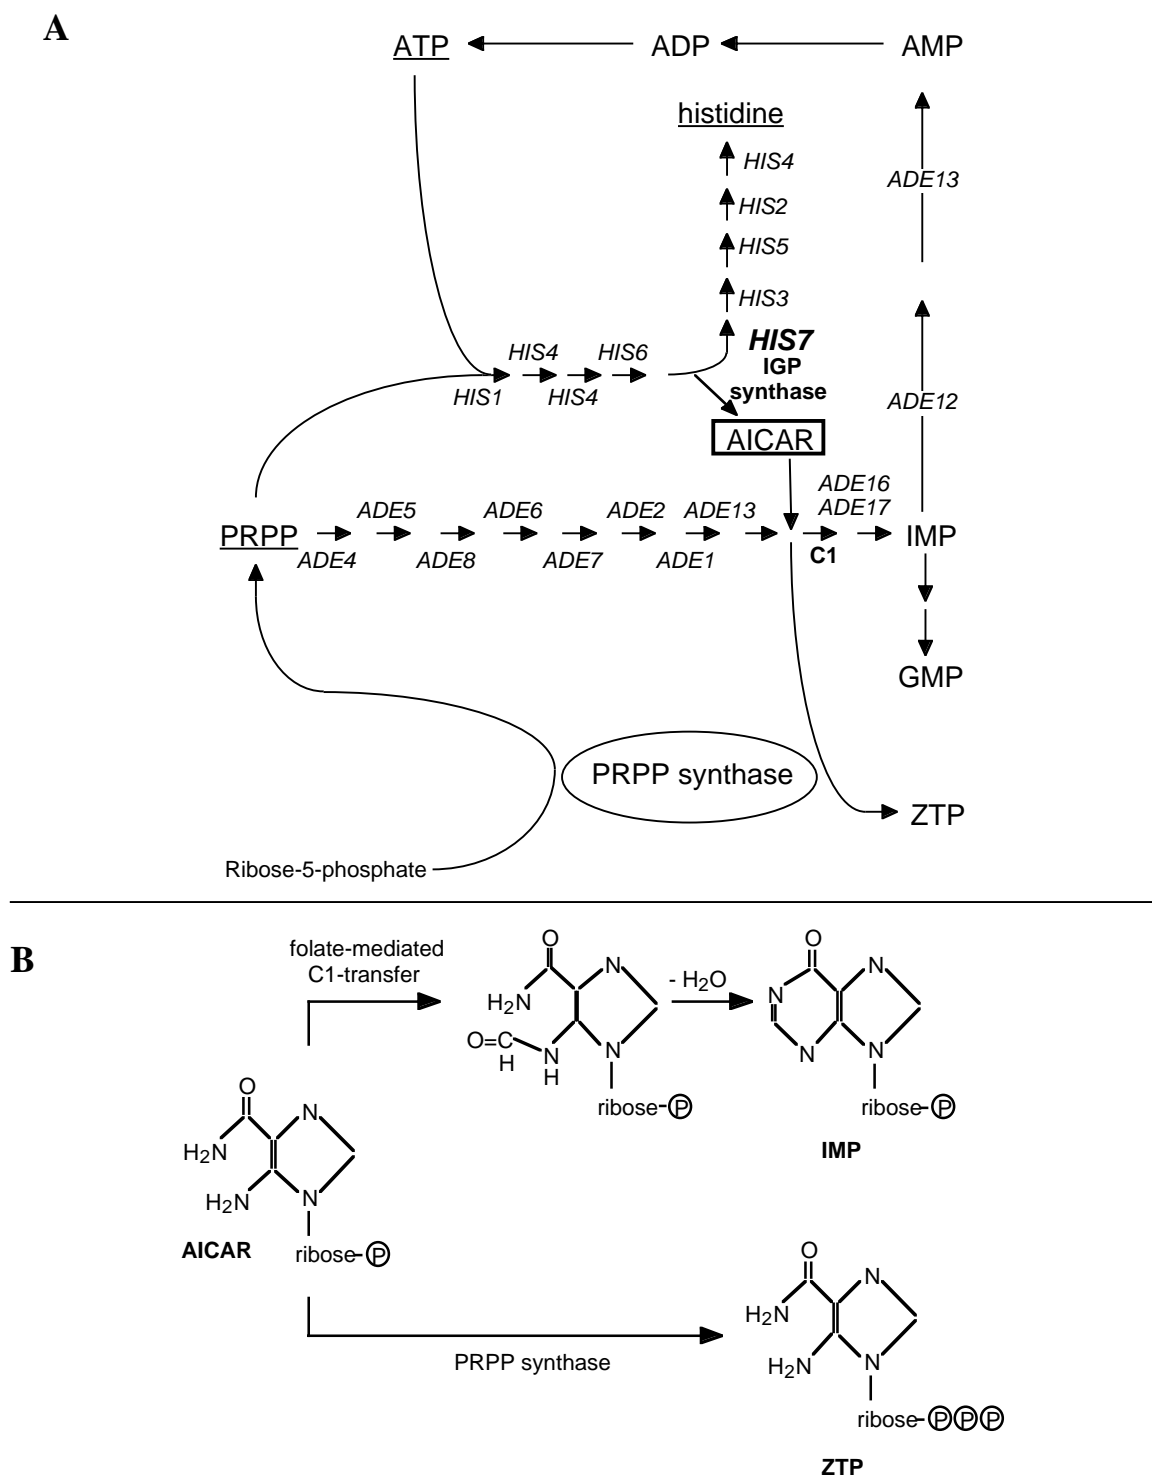 A
ATP
ADP
AMP
histidine
HIS4
ADE13
HIS2
HIS5
HIS3
HIS7
IGP
synthase
HIS4
HIS6
HIS1
HIS4
ADE12
AICAR
ADE16
ADE17
ADE5
ADE6
ADE2
ADE13
PRPP
IMP
ADE4
ADE8
ADE7
ADE1
C1
GMP
PRPP synthase
ZTP
Ribose-5-phosphate
B
folate-mediated
C1-transfer
O
N
H2N
O=C
H
N
H
N
ribose-P
- H2O
O
N
N
N
N
ribose-P
IMP
O
N
H2N
H2N
N
AICAR
ribose-P
PRPP synthase
O
N
H2N
H2N
N
ribose-PPP
ZTP